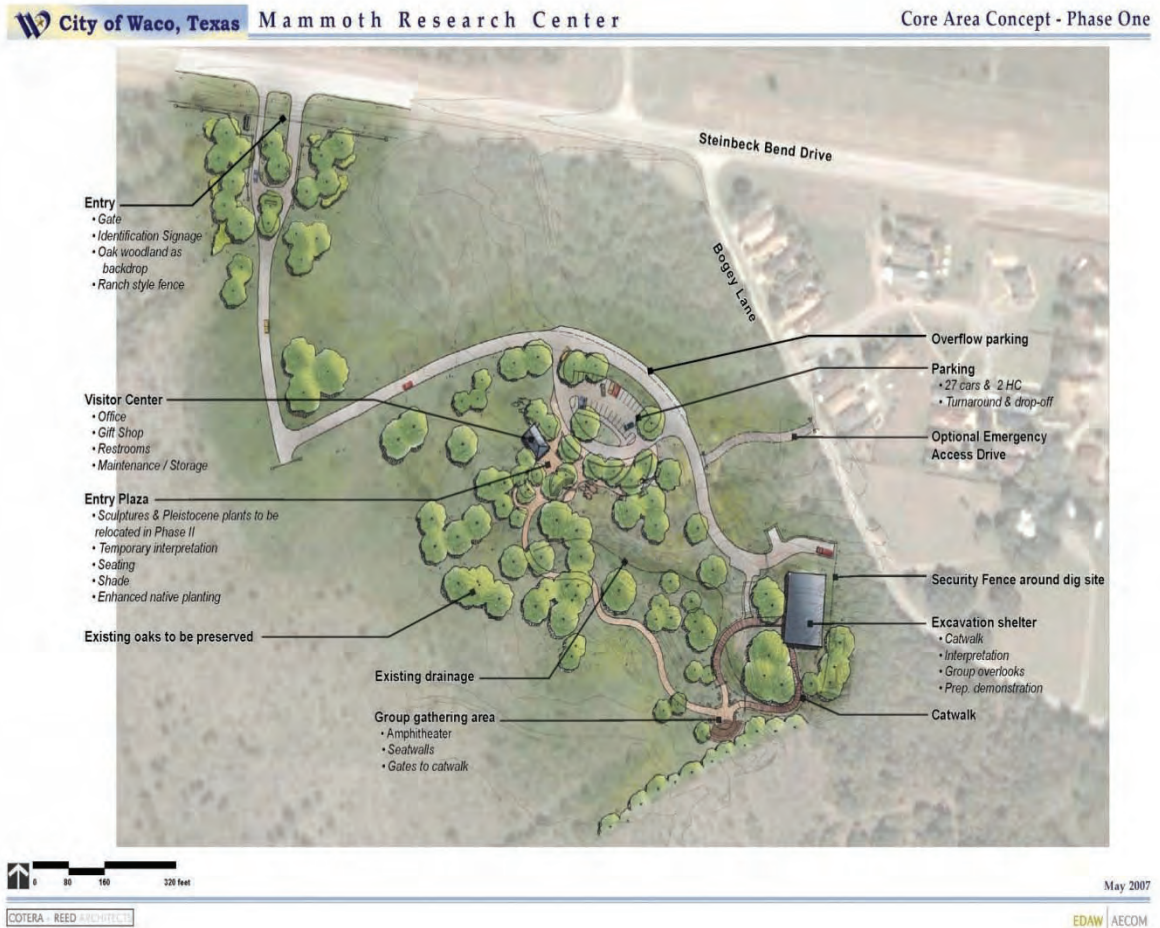 City of Waco, Texas
Mammoth Research Center
Core Area Concept - Phase One
Steinbeck Bend Drive
Bogey Lane
Entry
• Gate
• Identification Signage
• Oak woodland as
backdrop
• Ranch style fence
Visitor Center
• Office
• Gift Shop
• Restrooms
• Maintenance / Storage
Entry Plaza
• Sculptures & Pleistocene plants to be
relocated in Phase II
• Temporary interpretation
• Seating
• Shade
• Enhanced native planting
Existing oaks to be preserved
Existing drainage
Group gathering area
• Amphitheater
• Seatwalls
• Gates to catwalk
Overflow parking
Parking
• 27 cars & 2 HC
• Turnaround & drop-off
Optional Emergency
Access Drive
Security Fence around dig site
Excavation shelter
• Catwalk
• Interpretation
• Group overlooks
• Prep. demonstration
Catwalk
0 80 160 320 feet
May 2007
COTERA + REED ARCHITECTS
EDAW | AECOM